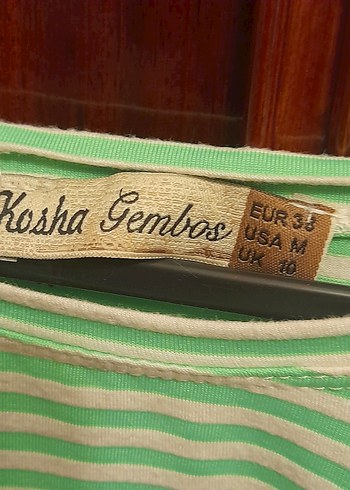 Kosha Gembos
EUR 38
USA M
UK 10